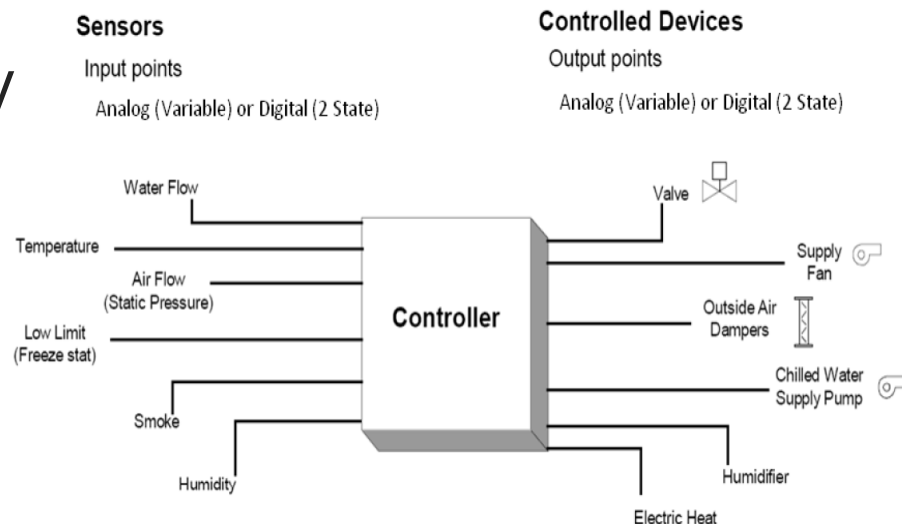 Sensors
Input points
Analog (Variable) or Digital (2 State)
Controlled Devices
Output points
Analog (Variable) or Digital (2 State)
y
Water Flow
Temperature
Air Flow
(Static Pressure)
Low Limit
(Freeze stat)
Smoke
Humidity
Controller
Valve
Supply
Fan
Outside Air
Dampers
Chilled Water
Supply Pump
Humidifier
Electric Heat